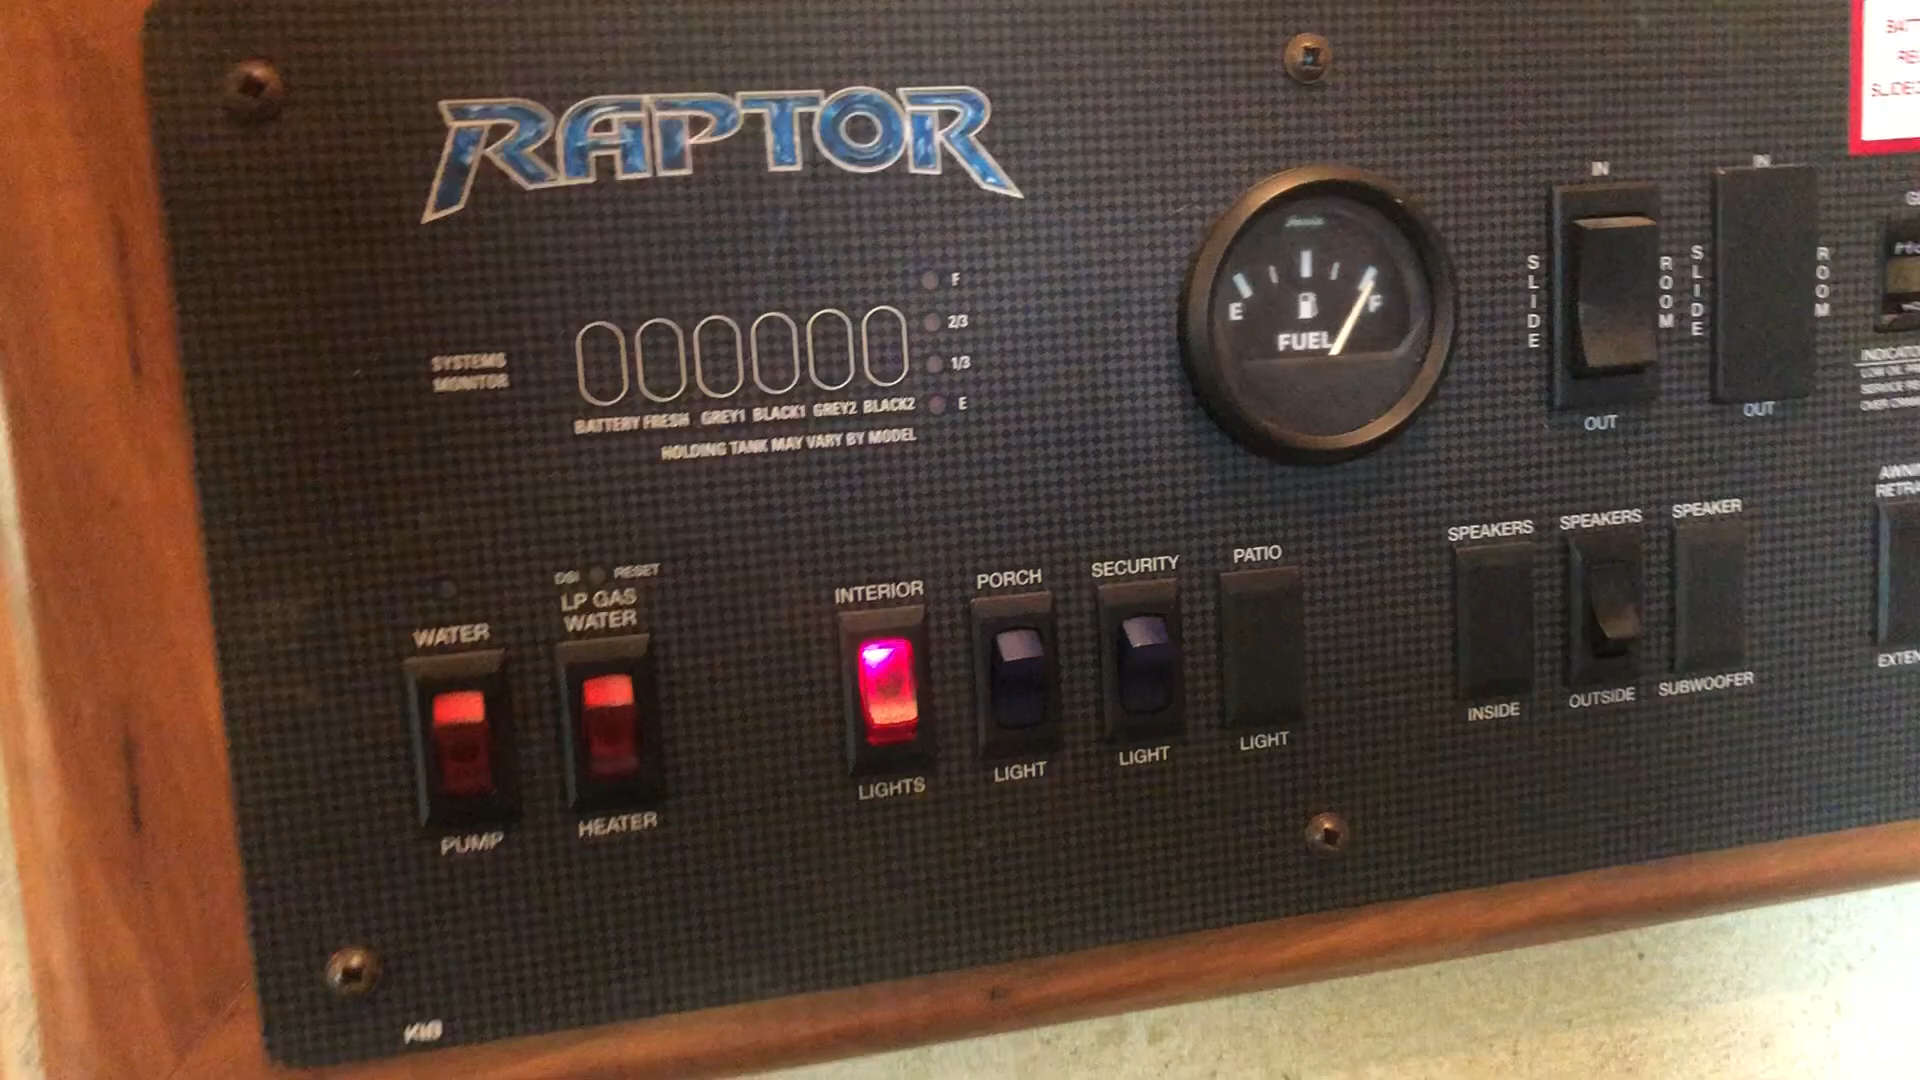 RAPTOR
SYSTEMS
MONITOR
F
2/3
1/3
E
BATTERY FRESH GREY1 BLACK1 GREY2 BLACK2
HOLDING TANK MAY VARY BY MODEL
E
F
FUEL
IN
SLIDE
ROOM
OUT
IN
SLIDE
ROOM
OUT
DSI RESET
WATER
PUMP
LP GAS
WATER
HEATER
INTERIOR
LIGHTS
PORCH
LIGHT
SECURITY
LIGHT
PATIO
LIGHT
SPEAKERS
INSIDE
SPEAKERS
OUTSIDE
SPEAKER
SUBWOOFER
KIB